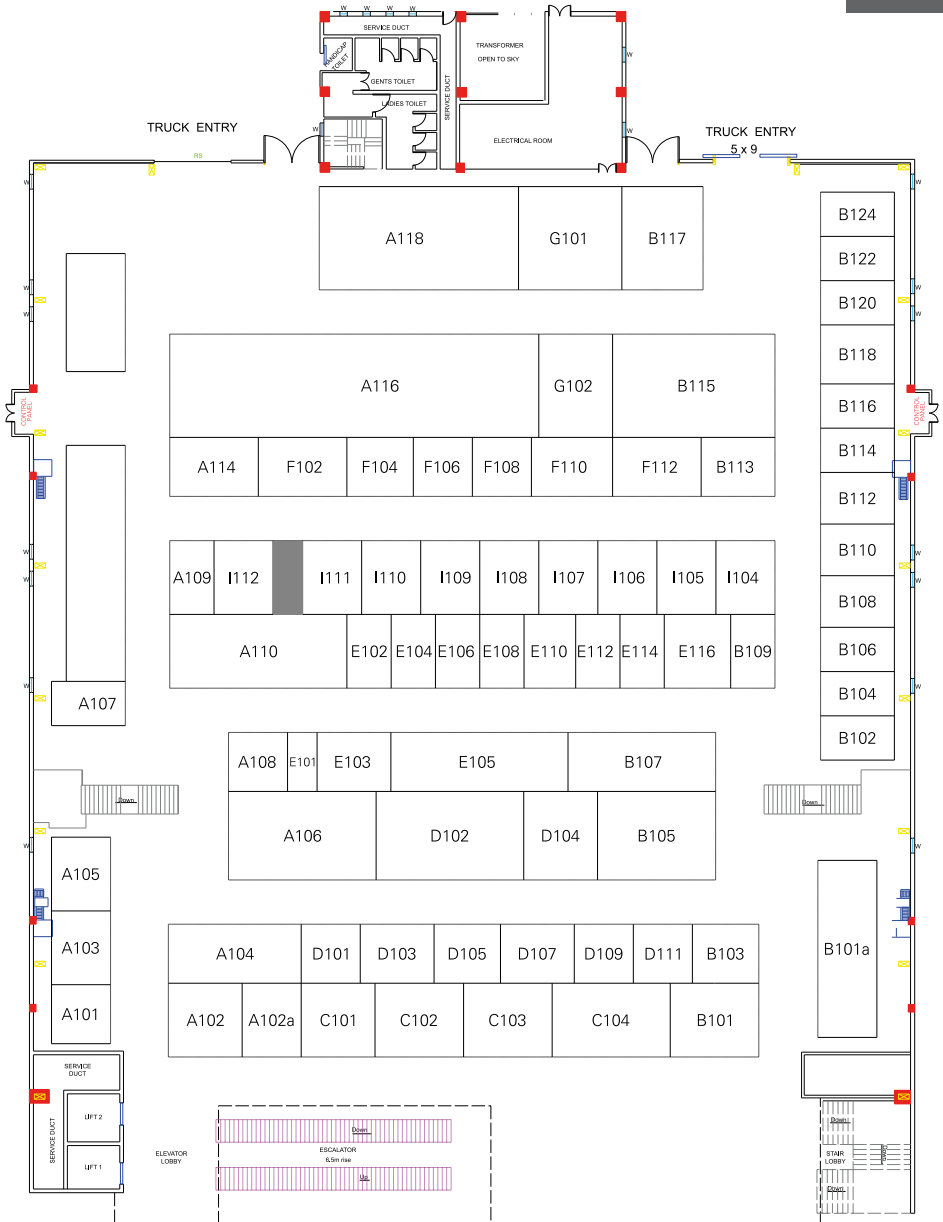 W W W W
SERVICE DUCT
HANDICAP
TOILET
TRANSFORMER
OPEN TO SKY
W
GENTS TOILET
SERVICE DUCT
LADIES TOILET
TRUCK ENTRY
W
W
ELECTRICAL ROOM
TRUCK ENTRY
5 x 9
RS
W
W
A118
G101
B117
B124
B122
B120
B118
B116
B114
B112
B110
B108
B106
B104
B102
W
W
W
W
A116
G102
B115
CONTROL
PANEL
CONTROL
PANEL
A114
F102
F104
F106
F108
F110
F112
B113
W
W
W
W
A109
I112
I111
I110
I109
I108
I107
I106
I105
I104
A110
E102
E104
E106
E108
E110
E112
E114
E116
B109
W
W
A107
A108
E101
E103
E105
B107
Down
Down
A106
D102
D104
B105
W
W
A105
A103
A101
B101a
A104
D101
D103
D105
D107
D109
D111
B103
A102
A102a
C101
C102
C103
C104
B101
SERVICE
DUCT
SERVICE DUCT
LIFT 2
LIFT 1
ELEVATOR
LOBBY
Down
ESCALATOR
6.5m rise
Up
Down
STAIR
LOBBY
Down
Down